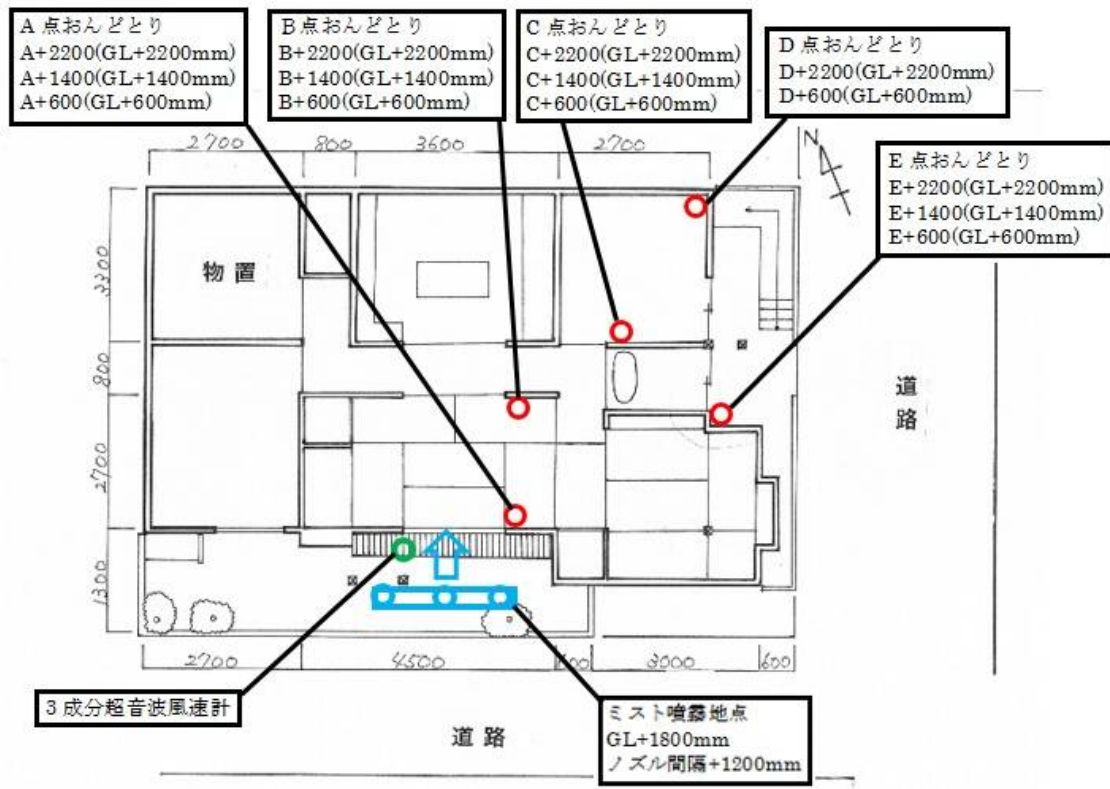 A 点おんどとり
A+2200(GL+2200mm)
A+1400(GL+1400mm)
A+600(GL+600mm)
B 点おんどとり
B+2200(GL+2200mm)
B+1400(GL+1400mm)
B+600(GL+600mm)
C 点おんどとり
C+2200(GL+2200mm)
C+1400(GL+1400mm)
C+600(GL+600mm)
D 点おんどとり
D+2200(GL+2200mm)
D+600(GL+600mm)
E 点おんどとり
E+2200(GL+2200mm)
E+1400(GL+1400mm)
E+600(GL+600mm)
N
2700
800
3600
2700
3300
800
2700
1300
物置
道路
2700
4500
3000
600
3 成分超音波風速計
ミスト噴霧地点
GL+1800mm
ノズル間隔+1200mm
道路